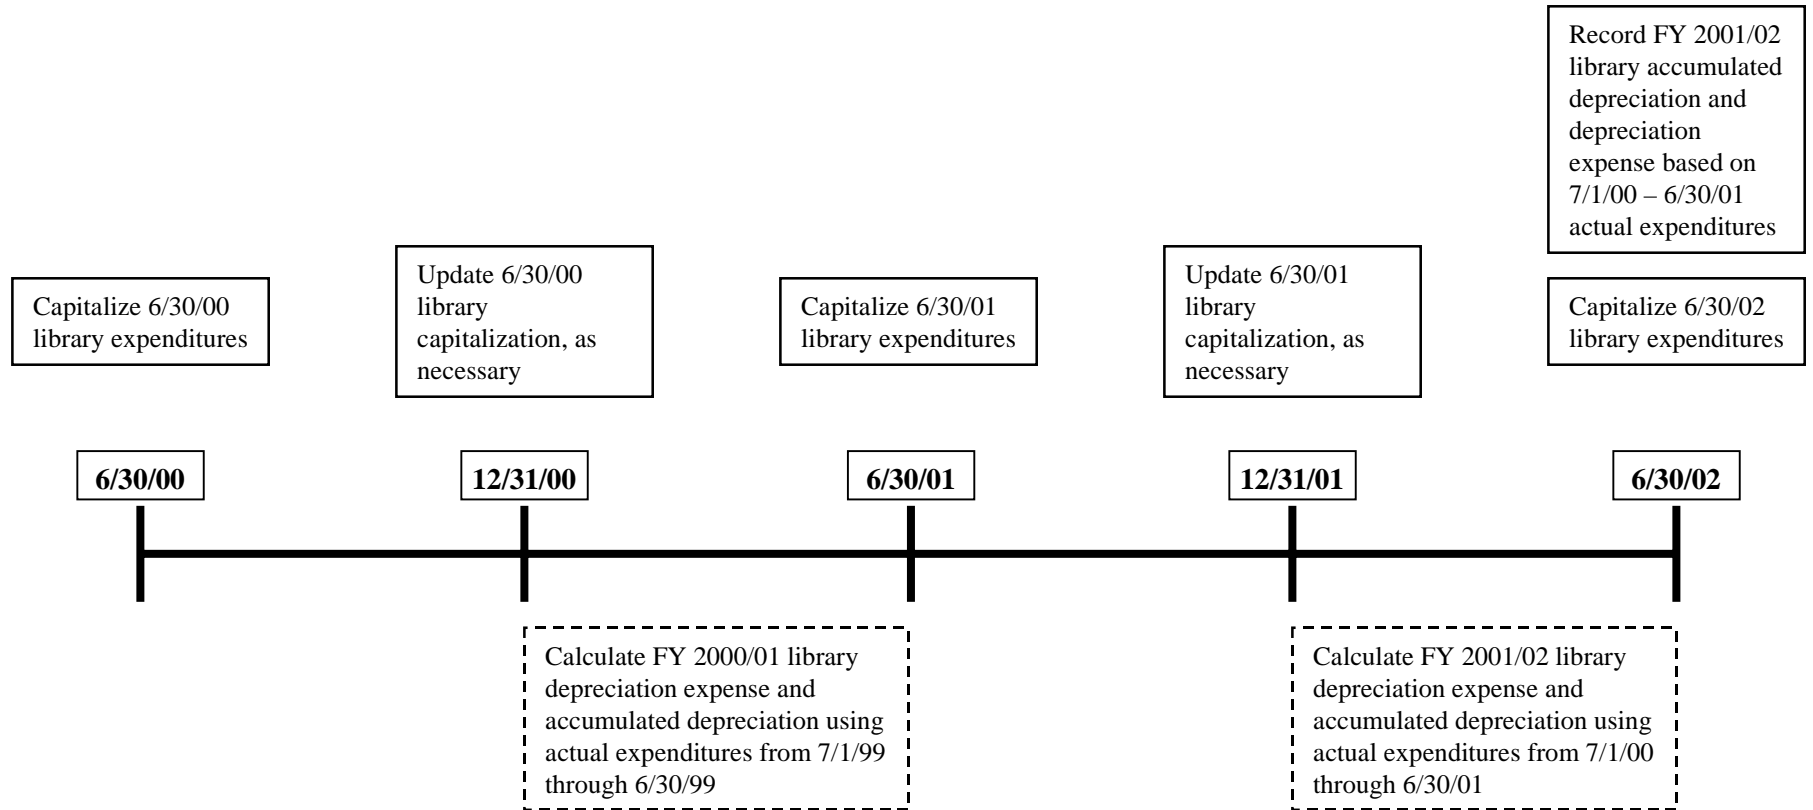 Record FY 2001/02
library accumulated
depreciation and
depreciation
expense based on
7/1/00 – 6/30/01
actual expenditures
Capitalize 6/30/00
library expenditures
Update 6/30/00
library
capitalization, as
necessary
Capitalize 6/30/01
library expenditures
Update 6/30/01
library
capitalization, as
necessary
Capitalize 6/30/02
library expenditures
6/30/00
12/31/00
6/30/01
12/31/01
6/30/02
Calculate FY 2000/01 library
depreciation expense and
accumulated depreciation using
actual expenditures from 7/1/99
through 6/30/99
Calculate FY 2001/02 library
depreciation expense and
accumulated depreciation using
actual expenditures from 7/1/00
through 6/30/01